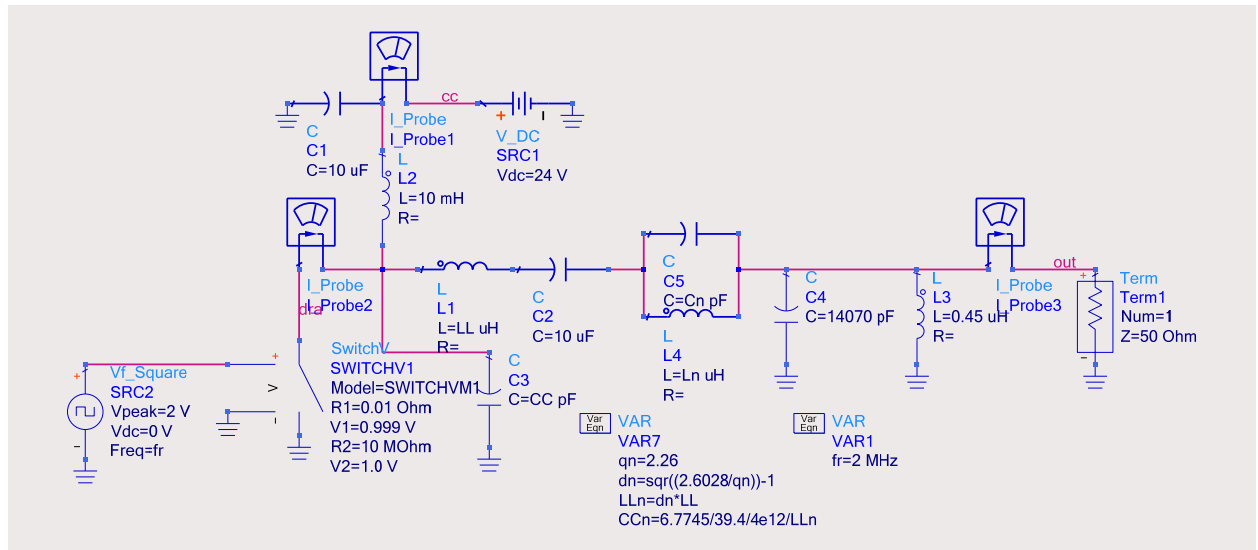 cc
I_Probe
I_Probe1
C
C1
C=10 uF
+
V_DC
SRC1
Vdc=24 V
L
L2
L=10 mH
R=
I_Probe
I_Probe2
dra
L
L1
L=LL uH
R=
C
C2
C=10 uF
C
C5
C=Cn pF
L
L4
L=Ln uH
R=
C
C4
C=14070 pF
L
L3
L=0.45 uH
R=
I_Probe
I_Probe3
out
+
Term
Term1
Num=1
Z=50 Ohm
-
+
Vf_Square
SRC2
Vpeak=2 V
Vdc=0 V
Freq=fr
-
+
V
-
SwitchV
SWITCHV1
Model=SWITCHVM1
R1=0.01 Ohm
V1=0.999 V
R2=10 MOhm
V2=1.0 V
C
C3
C=CC pF
Var
Eqn
VAR
VAR7
qn=2.26
dn=sqr((2.6028/qn))-1
LLn=dn*LL
CCn=6.7745/39.4/4e12/LLn
Var
Eqn
VAR
VAR1
fr=2 MHz